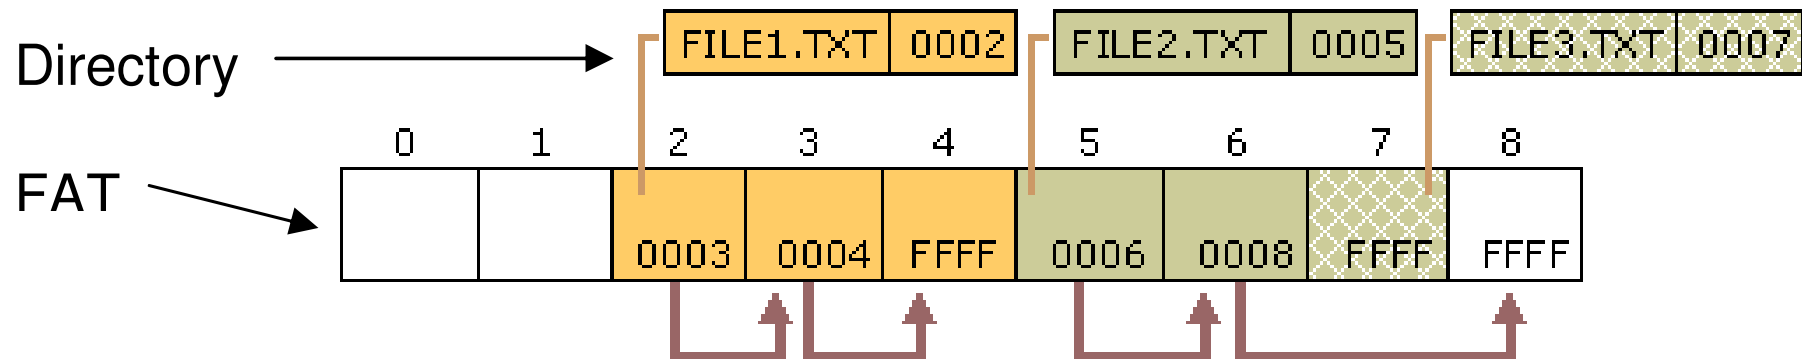 Directory FILE1.TXT 0002 FILE2.TXT 0005 FILE3.TXT 0007
0 1 2 3 4 5 6 7 8
FAT 0003 0004 FFFF 0006 0008 FFFF FFFF